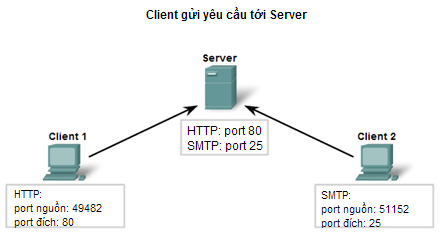 Client gửi yêu cầu tới Server
Server
HTTP: port 80
SMTP: port 25
Client 1
HTTP:
port nguồn: 49482
port đích: 80
Client 2
SMTP:
port nguồn: 51152
port đích: 25